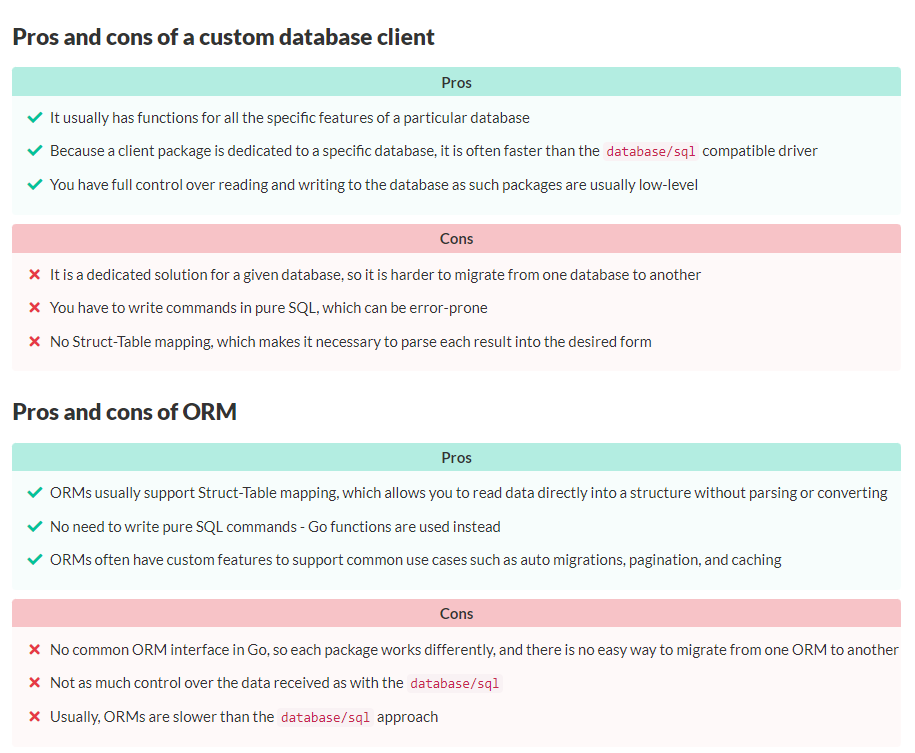 Pros and cons of a custom database client
Pros
It usually has functions for all the specific features of a particular database
Because a client package is dedicated to a specific database, it is often faster than the database/sql compatible driver
You have full control over reading and writing to the database as such packages are usually low-level
Cons
It is a dedicated solution for a given database, so it is harder to migrate from one database to another
You have to write commands in pure SQL, which can be error-prone
No Struct-Table mapping, which makes it necessary to parse each result into the desired form
Pros and cons of ORM
Pros
ORMs usually support Struct-Table mapping, which allows you to read data directly into a structure without parsing or converting
No need to write pure SQL commands - Go functions are used instead
ORMs often have custom features to support common use cases such as auto migrations, pagination, and caching
Cons
No common ORM interface in Go, so each package works differently, and there is no easy way to migrate from one ORM to another
Not as much control over the data received as with the database/sql
Usually, ORMs are slower than the database/sql approach